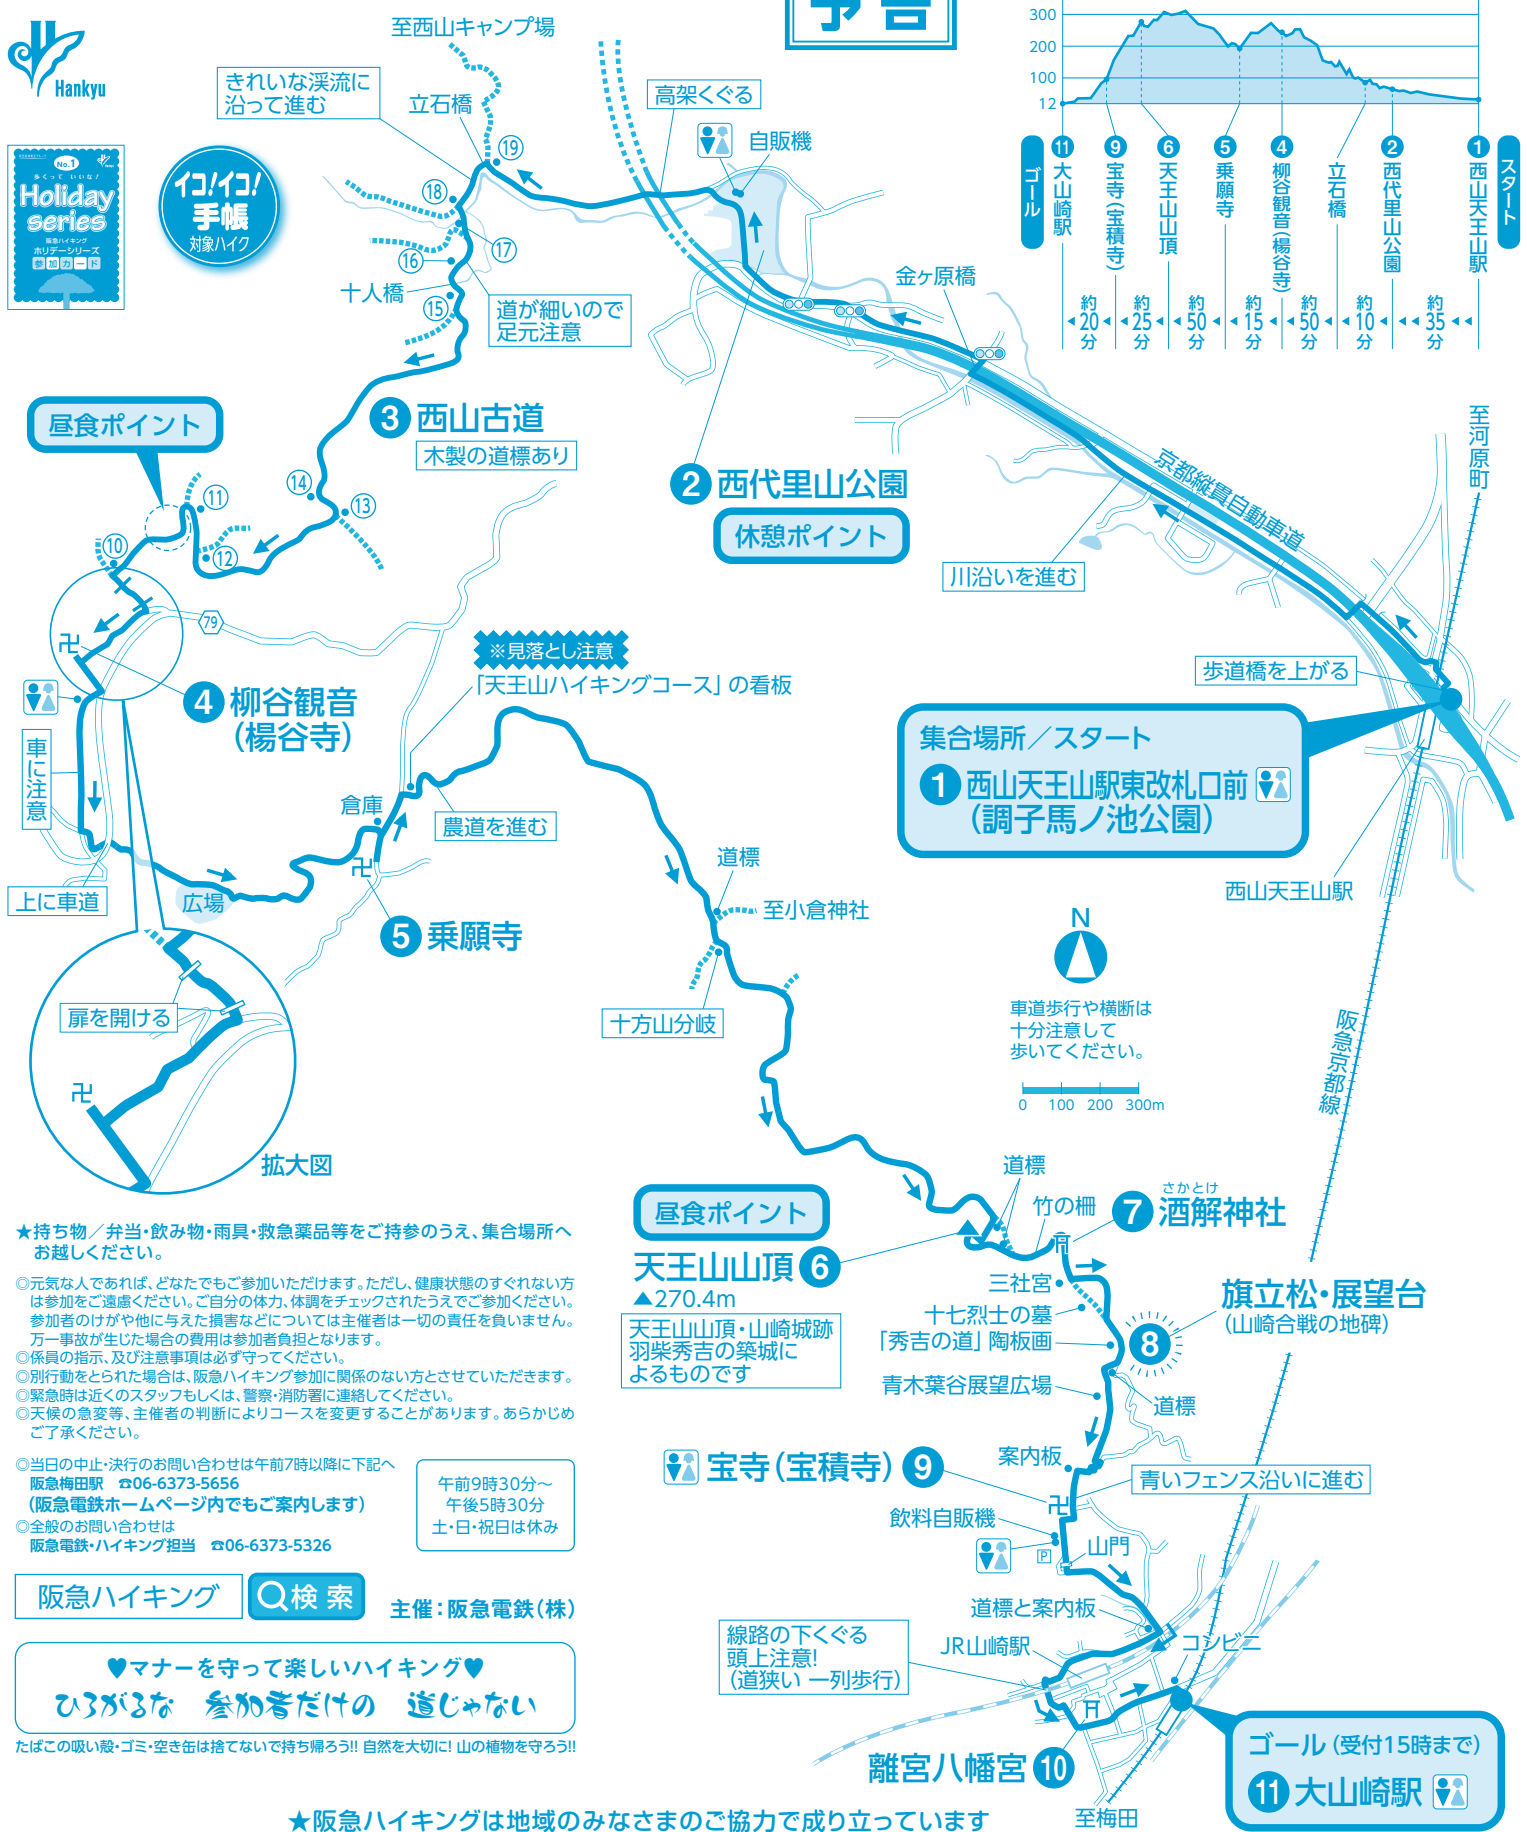 予告
Hankyu
No.1
歩くって いいな!
Holiday
series
阪急ハイキング
ホリデーシリーズ
参加カード
イコ!イコ!
手帳
対象ハイク
300
200
100
12
ゴール
⑪大山崎駅
⑨宝寺(宝積寺)
⑥天王山山頂
⑤乗願寺
④柳谷観音(楊谷寺)
立石橋
②西代里山公園
①西山天王山駅
スタート
約20分
約25分
約50分
約15分
約50分
約10分
約35分
至西山キャンプ場
きれいな渓流に
沿って進む
立石橋
高架くぐる
自販機
⑲
⑱
⑰
⑯
十人橋
⑮
道が細いので
足元注意
金ヶ原橋
③西山古道
木製の道標あり
昼食ポイント
⑭
⑬
⑪
⑫
⑩
②西代里山公園
休憩ポイント
京都縦貫自動車道
至河原町
川沿いを進む
79
※見落とし注意
「天王山ハイキングコース」の看板
④柳谷観音
(楊谷寺)
車に注意
倉庫
農道を進む
上に車道
広場
⑤乗願寺
歩道橋を上がる
集合場所/スタート
①西山天王山駅東改札口前
(調子馬ノ池公園)
西山天王山駅
道標
至小倉神社
十方山分岐
扉を開ける
拡大図
N
車道歩行や横断は
十分注意して
歩いてください。
0 100 200 300m
阪急京都線
道標
竹の柵
さかとけ
⑦酒解神社
昼食ポイント
天王山山頂⑥
▲270.4m
天王山山頂・山崎城跡
羽柴秀吉の築城に
よるものです
三社宮
十七烈士の墓
「秀吉の道」陶板画
⑧
旗立松・展望台
(山崎合戦の地碑)
青木葉谷展望広場
道標
案内板
宝寺(宝積寺)⑨
青いフェンス沿いに進む
飲料自販機
P
山門
道標と案内板
線路の下くぐる
頭上注意!
(道狭い 一列歩行)
JR山崎駅
コンビニ
離宮八幡宮⑩
至梅田
ゴール(受付15時まで)
⑪大山崎駅
★持ち物/弁当・飲み物・雨具・救急薬品等をご持参のうえ、集合場所へ
お越しください。
◎元気な人であれば、どなたでもご参加いただけます。ただし、健康状態のすぐれない方
は参加をご遠慮ください。ご自分の体力、体調をチェックされたうえでご参加ください。
参加者のけがや他に与えた損害などについては主催者は一切の責任を負いません。
万一事故が生じた場合の費用は参加者負担となります。
◎係員の指示、及び注意事項は必ず守ってください。
◎別行動をとられた場合は、阪急ハイキング参加に関係のない方とさせていただきます。
◎緊急時は近くのスタッフもしくは、警察・消防署に連絡してください。
◎天候の急変等、主催者の判断によりコースを変更することがあります。あらかじめ
ご了承ください。
◎当日の中止・決行のお問い合わせは午前7時以降に下記へ
阪急梅田駅 ☎06-6373-5656
(阪急電鉄ホームページ内でもご案内します)
◎全般のお問い合わせは
阪急電鉄・ハイキング担当 ☎06-6373-5326
午前9時30分〜
午後5時30分
土・日・祝日は休み
阪急ハイキング
検索
主催:阪急電鉄(株)
♥マナーを守って楽しいハイキング♥
ひろがるな 参加者だけの 道じゃない
たばこの吸い殻・ゴミ・空き缶は捨てないで持ち帰ろう!! 自然を大切に! 山の植物を守ろう!!
★阪急ハイキングは地域のみなさまのご協力で成り立っています